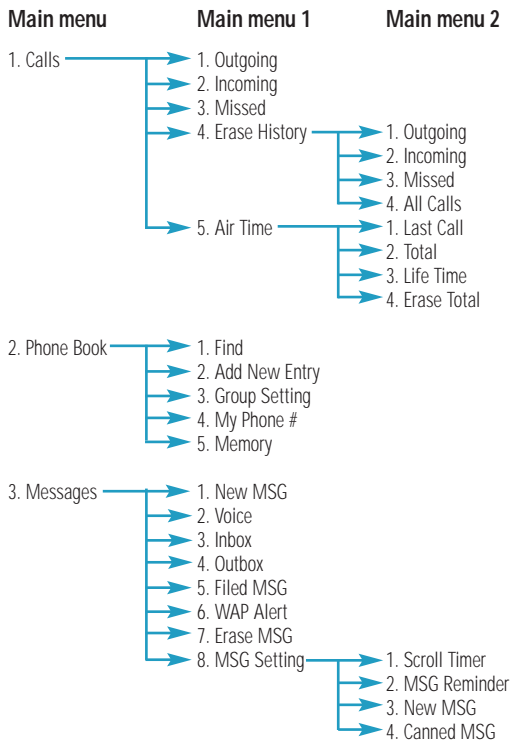 Main menu Main menu 1 Main menu 2
1. Calls 1. Outgoing
2. Incoming
3. Missed
4. Erase History 1. Outgoing
2. Incoming
3. Missed
4. All Calls
5. Air Time 1. Last Call
2. Total
3. Life Time
4. Erase Total
2. Phone Book 1. Find
2. Add New Entry
3. Group Setting
4. My Phone #
5. Memory
3. Messages 1. New MSG
2. Voice
3. Inbox
4. Outbox
5. Filed MSG
6. WAP Alert
7. Erase MSG
8. MSG Setting 1. Scroll Timer
2. MSG Reminder
3. New MSG
4. Canned MSG